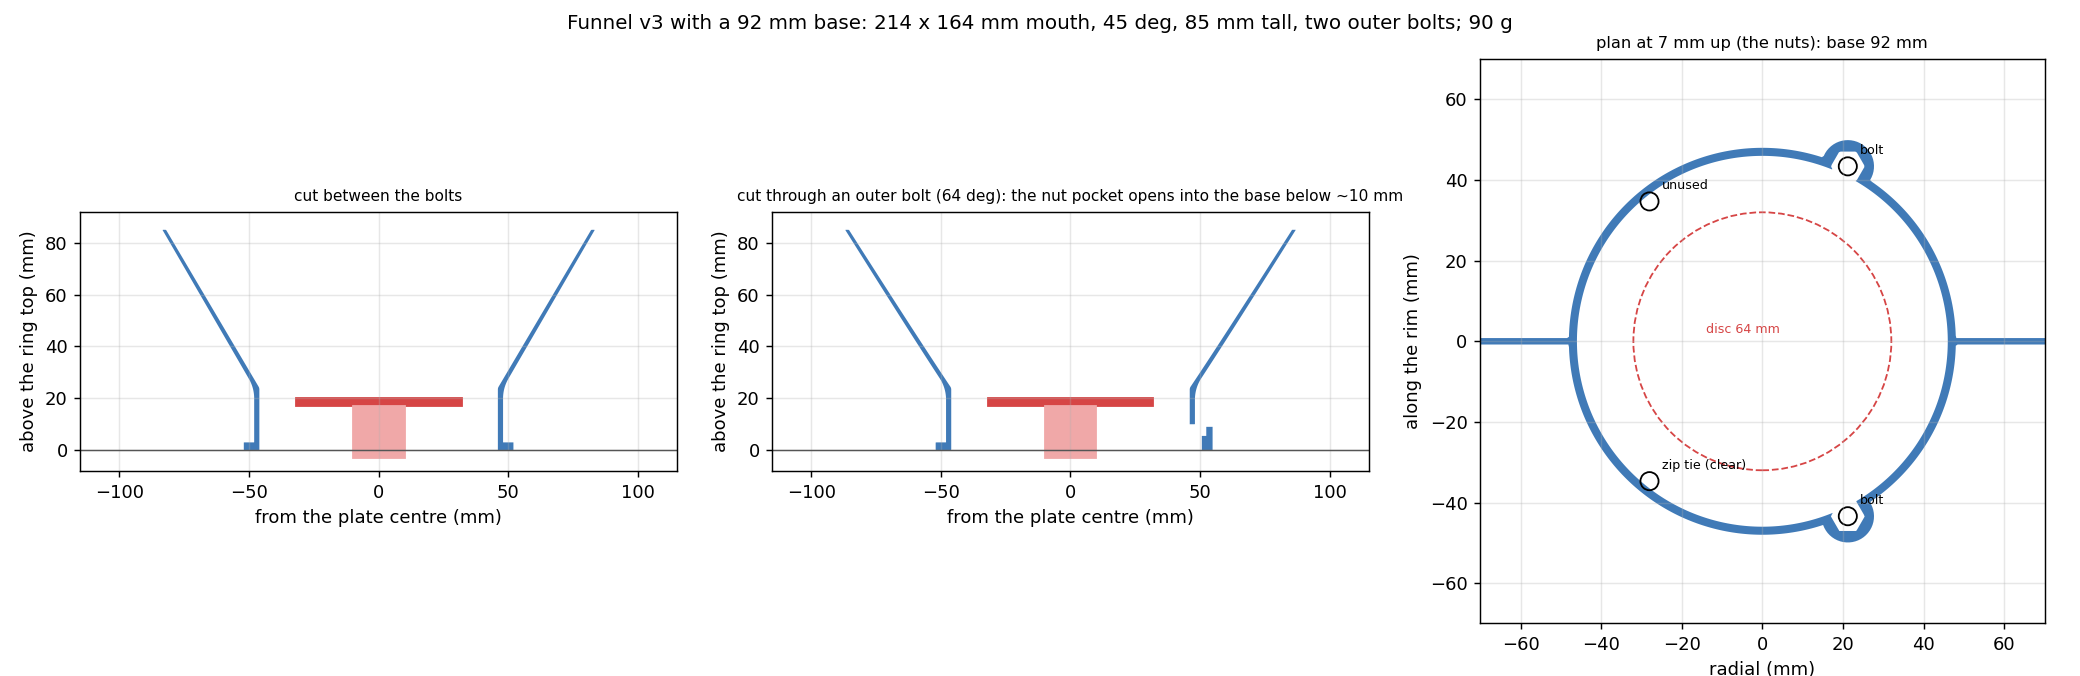 Funnel v3 with a 92 mm base: 214 x 164 mm mouth, 45 deg, 85 mm tall, two outer bolts; 90 g
cut between the bolts
above the ring top (mm)
80
60
40
20
0
−100
−50
0
50
100
from the plate centre (mm)
cut through an outer bolt (64 deg): the nut pocket opens into the base below ~10 mm
above the ring top (mm)
80
60
40
20
0
−100
−50
0
50
100
from the plate centre (mm)
plan at 7 mm up (the nuts): base 92 mm
along the rim (mm)
60
40
20
0
−20
−40
−60
bolt
unused
disc 64 mm
zip tie (clear)
bolt
−60
−40
−20
0
20
40
60
radial (mm)